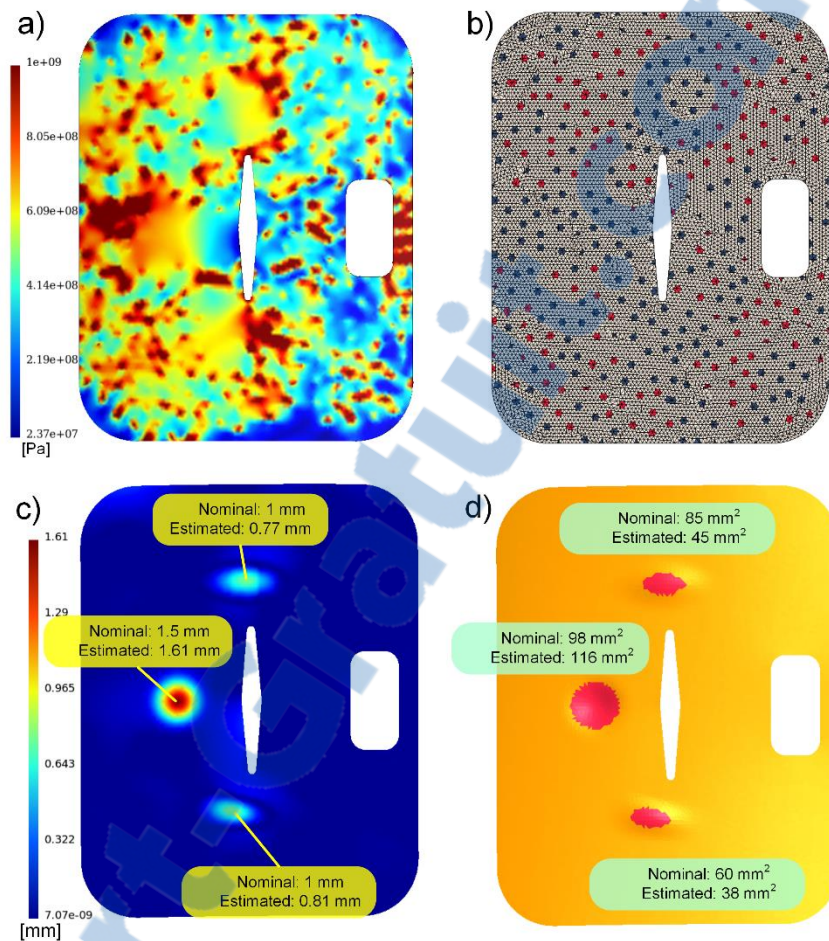 a)
b)
1e+09
8.05e+08
6.09e+08
4.14e+08
2.19e+08
2.37e+07
[Pa]
c)
1.61
1.29
0.965
0.643
0.322
7.07e-09
[mm]
Nominal: 1 mm
Estimated: 0.77 mm
Nominal: 1.5 mm
Estimated: 1.61 mm
Nominal: 1 mm
Estimated: 0.81 mm
d)
Nominal: 85 mm²
Estimated: 45 mm²
Nominal: 98 mm²
Estimated: 116 mm²
Nominal: 60 mm²
Estimated: 38 mm²